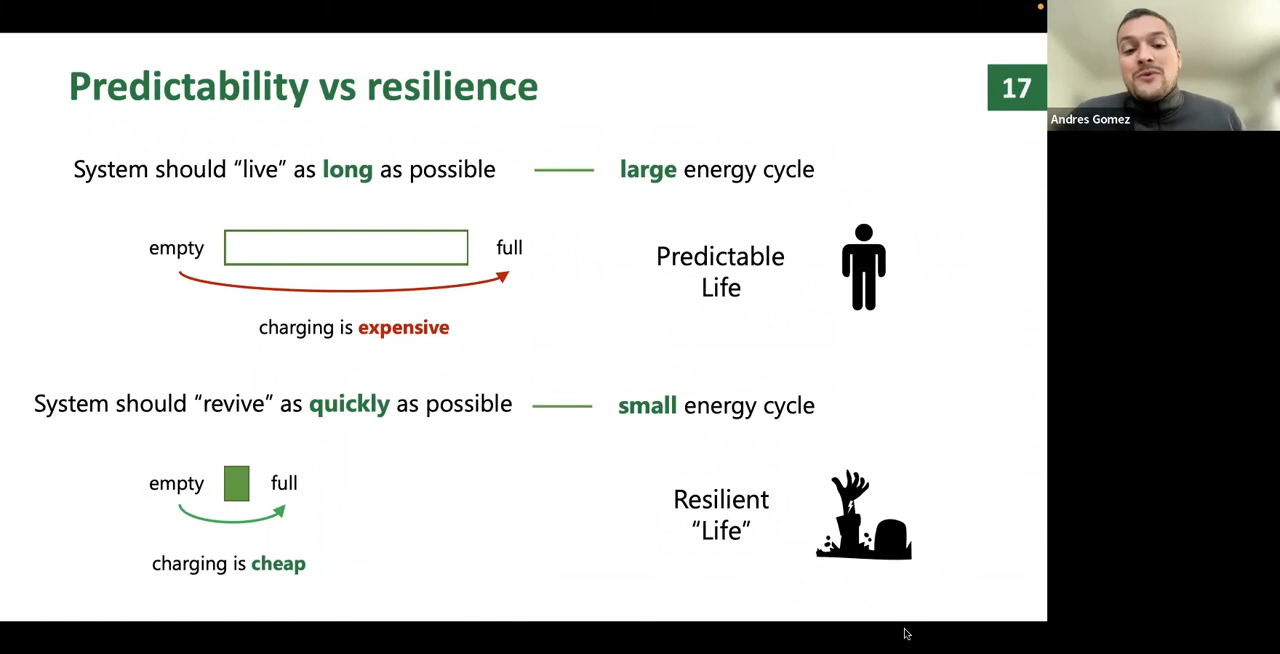 Predictability vs resilience
17
Andres Gomez
System should “live” as long as possible
large energy cycle
empty
full
Predictable
Life
charging is expensive
System should “revive” as quickly as possible
small energy cycle
empty
full
Resilient
“Life”
charging is cheap